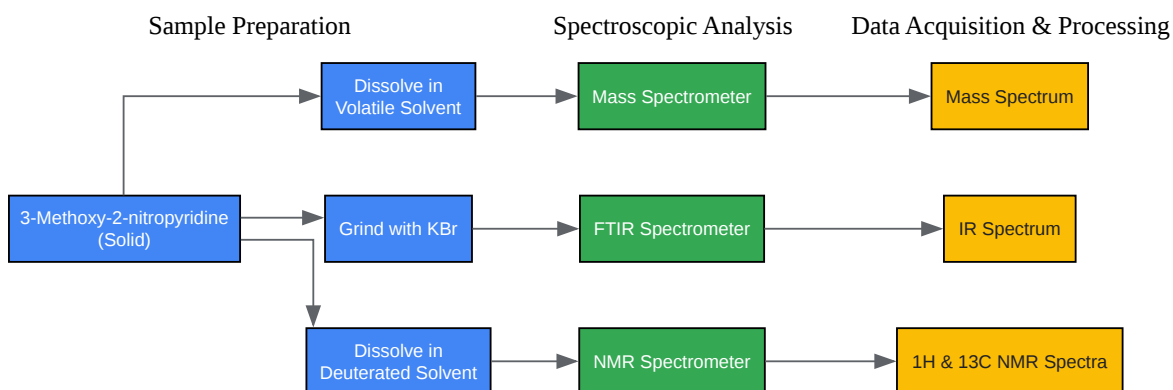 Sample Preparation
Spectroscopic Analysis
Data Acquisition & Processing
Dissolve in
Volatile Solvent
Mass Spectrometer
Mass Spectrum
3-Methoxy-2-nitropyridine
(Solid)
Grind with KBr
FTIR Spectrometer
IR Spectrum
Dissolve in
Deuterated Solvent
NMR Spectrometer
1H & 13C NMR Spectra